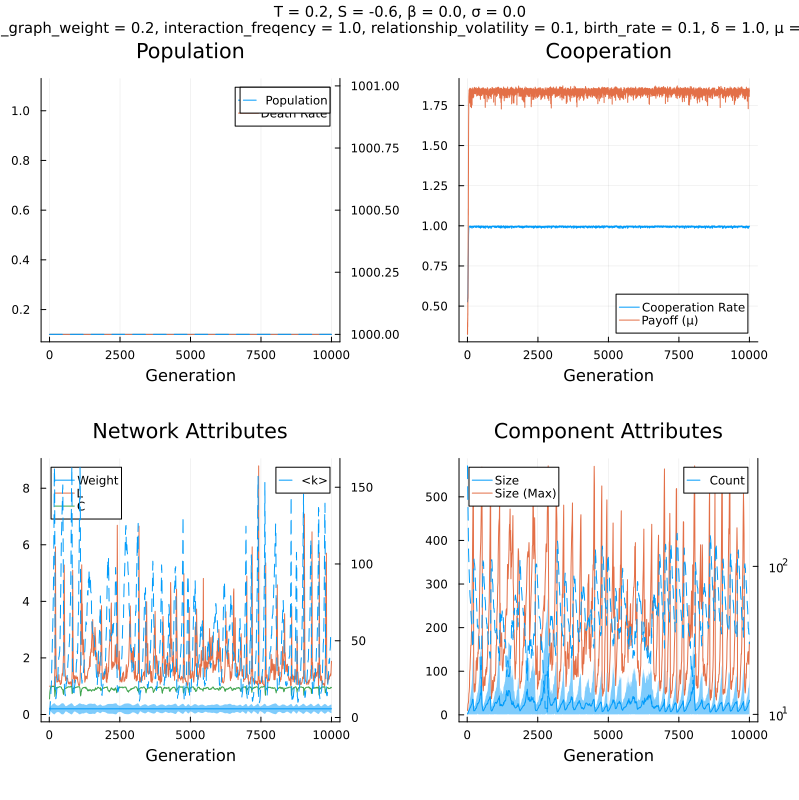 T = 0.2, S = -0.6, β = 0.0, σ = 0.0
_graph_weight = 0.2, interaction_freqency = 1.0, relationship_volatility = 0.1, birth_rate = 0.1, δ = 1.0, μ =
Population
Cooperation
1.0
0.8
0.6
0.4
0.2
1001.00
1000.75
1000.50
1000.25
1000.00
Population
Death Rate
0
2500
5000
7500
10000
Generation
1.75
1.50
1.25
1.00
0.75
0.50
Cooperation Rate
Payoff (μ)
0
2500
5000
7500
10000
Generation
Network Attributes
Component Attributes
8
6
4
2
0
Weight
L
C
<k>
150
100
50
0
0
2500
5000
7500
10000
Generation
500
400
300
200
100
0
Size
Size (Max)
Count
10²
10¹
0
2500
5000
7500
10000
Generation